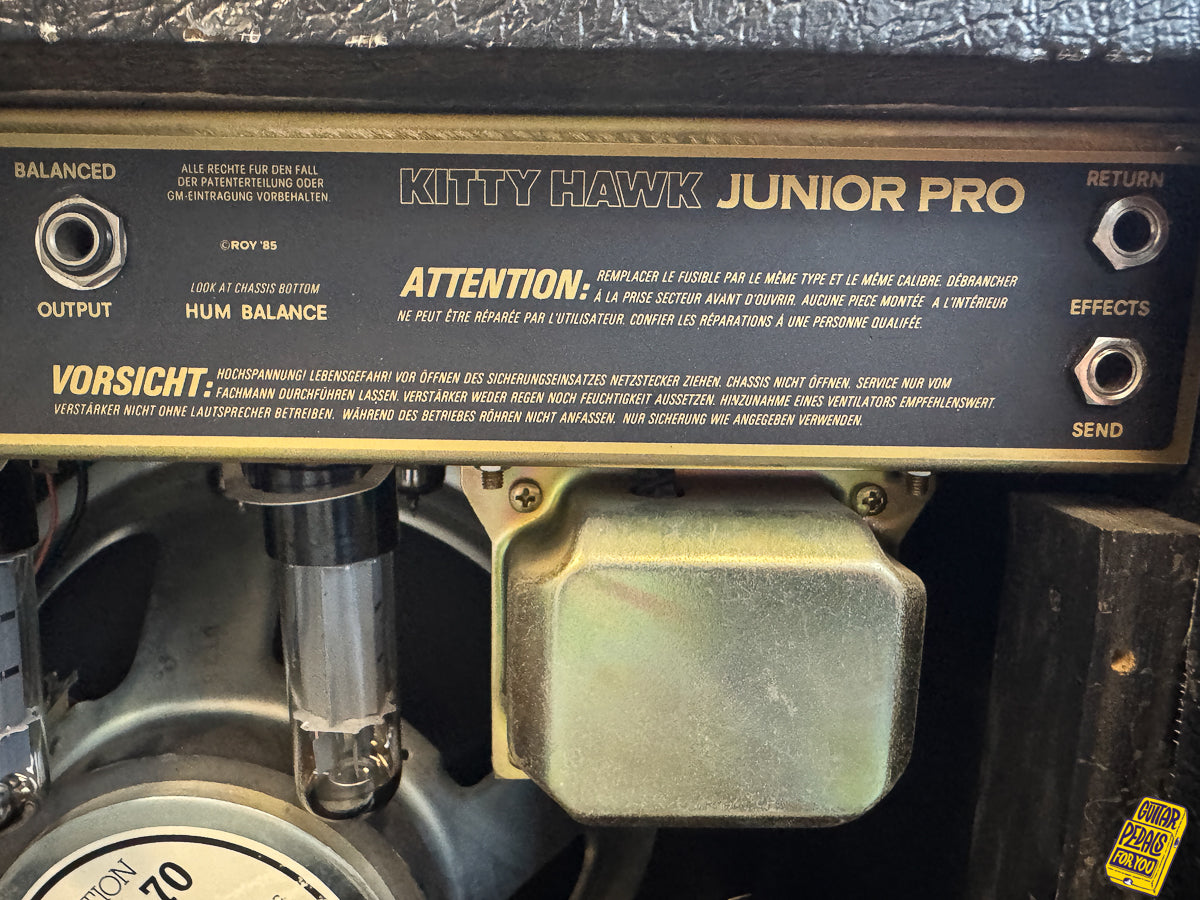 BALANCED
OUTPUT
ALLE RECHTE FUR DEN FALL
DER PATENTERTEILUNG ODER
GM-EINTRAGUNG VORBEHALTEN.
©ROY '85
LOOK AT CHASSIS BOTTOM
HUM BALANCE
KITTY HAWK JUNIOR PRO
ATTENTION: REMPLACER LE FUSIBLE PAR LE MÊME TYPE ET LE MÊME CALIBRE. DÉBRANCHER
À LA PRISE SECTEUR AVANT D'OUVRIR. AUCUNE PIECE MONTÉE A L'INTÉRIEUR
NE PEUT ÊTRE RÉPARÉE PAR L'UTILISATEUR. CONFIER LES RÉPARATIONS À UNE PERSONNE QUALIFÉE.
VORSICHT: HOCHSPANNUNG! LEBENSGEFAHR! VOR ÖFFNEN DES SICHERUNGSEINSATZES NETZSTECKER ZIEHEN. CHASSIS NICHT ÖFFNEN. SERVICE NUR VOM
FACHMANN DURCHFÜHREN LASSEN. VERSTÄRKER WEDER REGEN NOCH FEUCHTIGKEIT AUSSETZEN. HINZUNAHME EINES VENTILATORS EMPFEHLENSWERT.
VERSTÄRKER NICHT OHNE LAUTSPRECHER BETREIBEN. WÄHREND DES BETRIEBES RÖHREN NICHT ANFASSEN. NUR SICHERUNG WIE ANGEGEBEN VERWENDEN.
RETURN
EFFECTS
SEND
70
GUITAR
PEDALS
FOR YOU